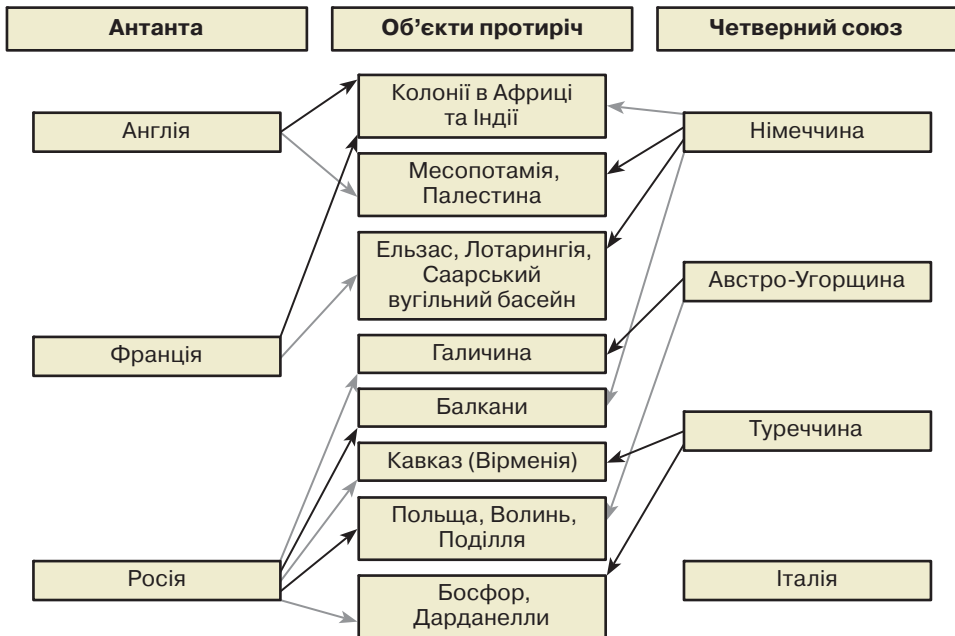 Антанта
Об’єкти протиріч
Четверний союз
Англія
Франція
Росія
Колонії в Африці
та Індії
Месопотамія,
Палестина
Ельзас, Лотарингія,
Саарський
вугільний басейн
Галичина
Балкани
Кавказ (Вірменія)
Польща, Волинь,
Поділля
Босфор,
Дарданелли
Німеччина
Австро-Угорщина
Туреччина
Італія